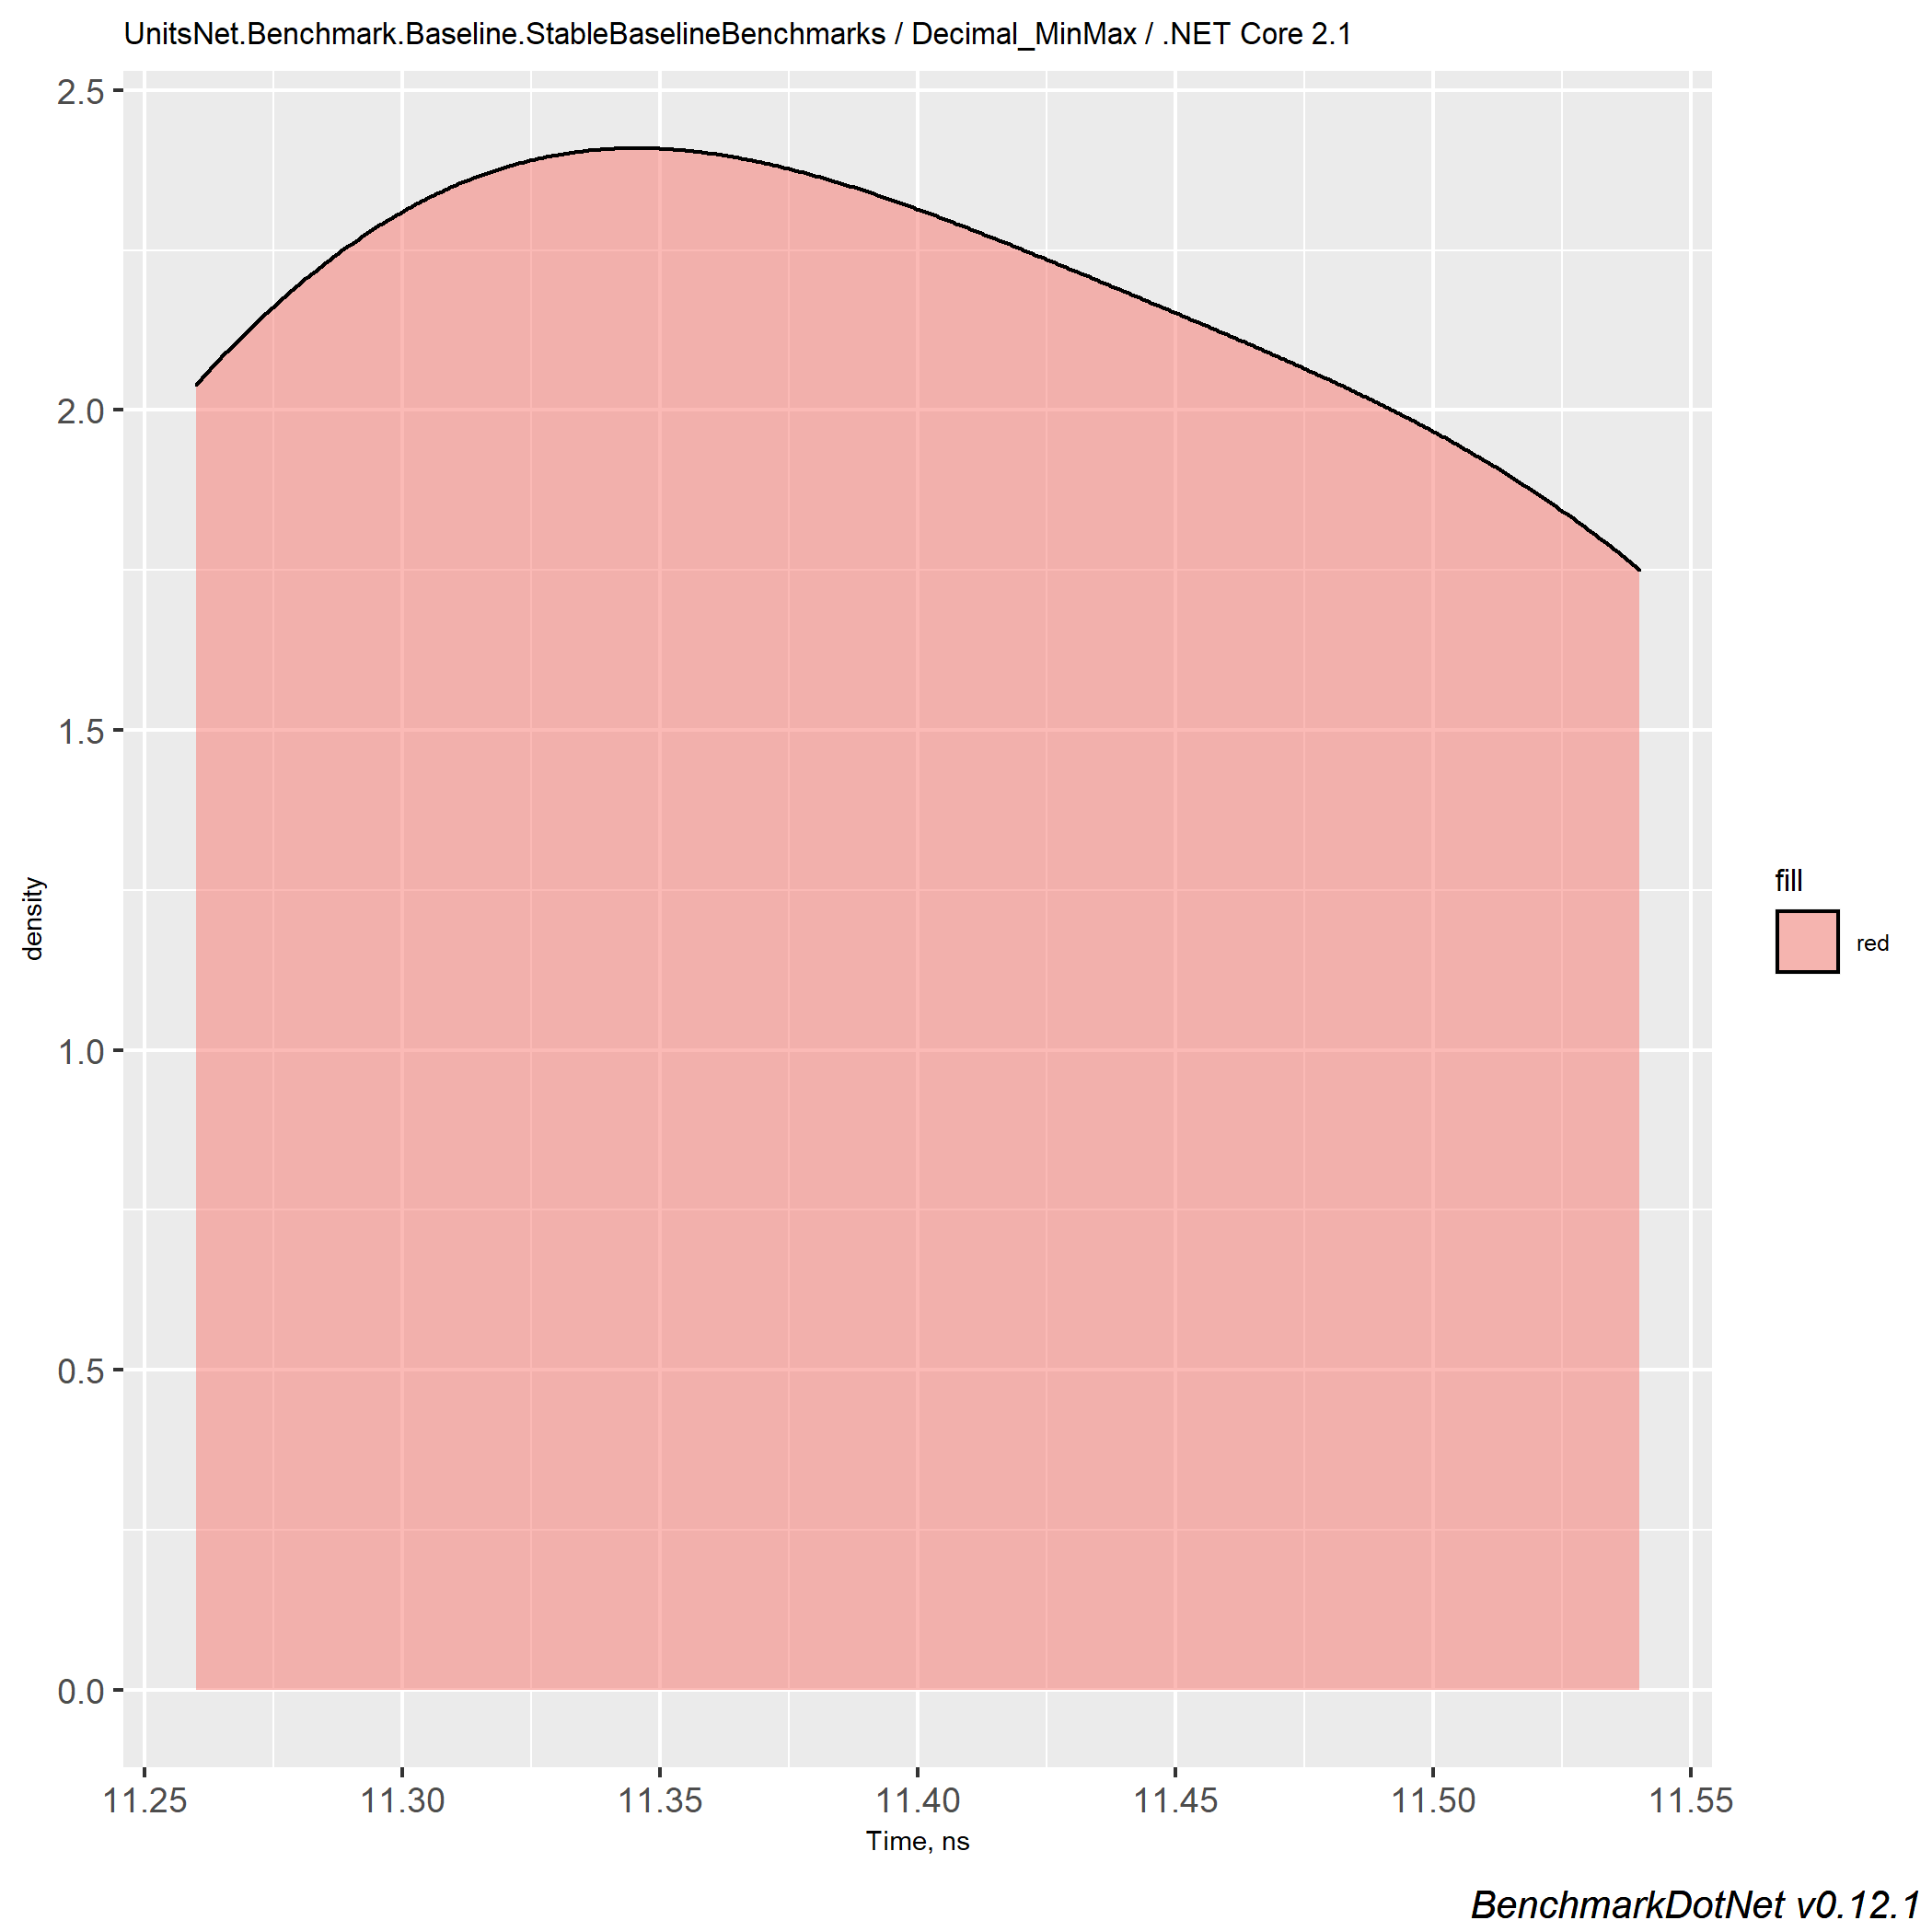 UnitsNet.Benchmark.Baseline.StableBaselineBenchmarks / Decimal_MinMax / .NET Core 2.1
2.5
2.0
1.5
1.0
0.5
0.0
density
11.25 11.30 11.35 11.40 11.45 11.50 11.55
Time, ns
fill
red
BenchmarkDotNet v0.12.1